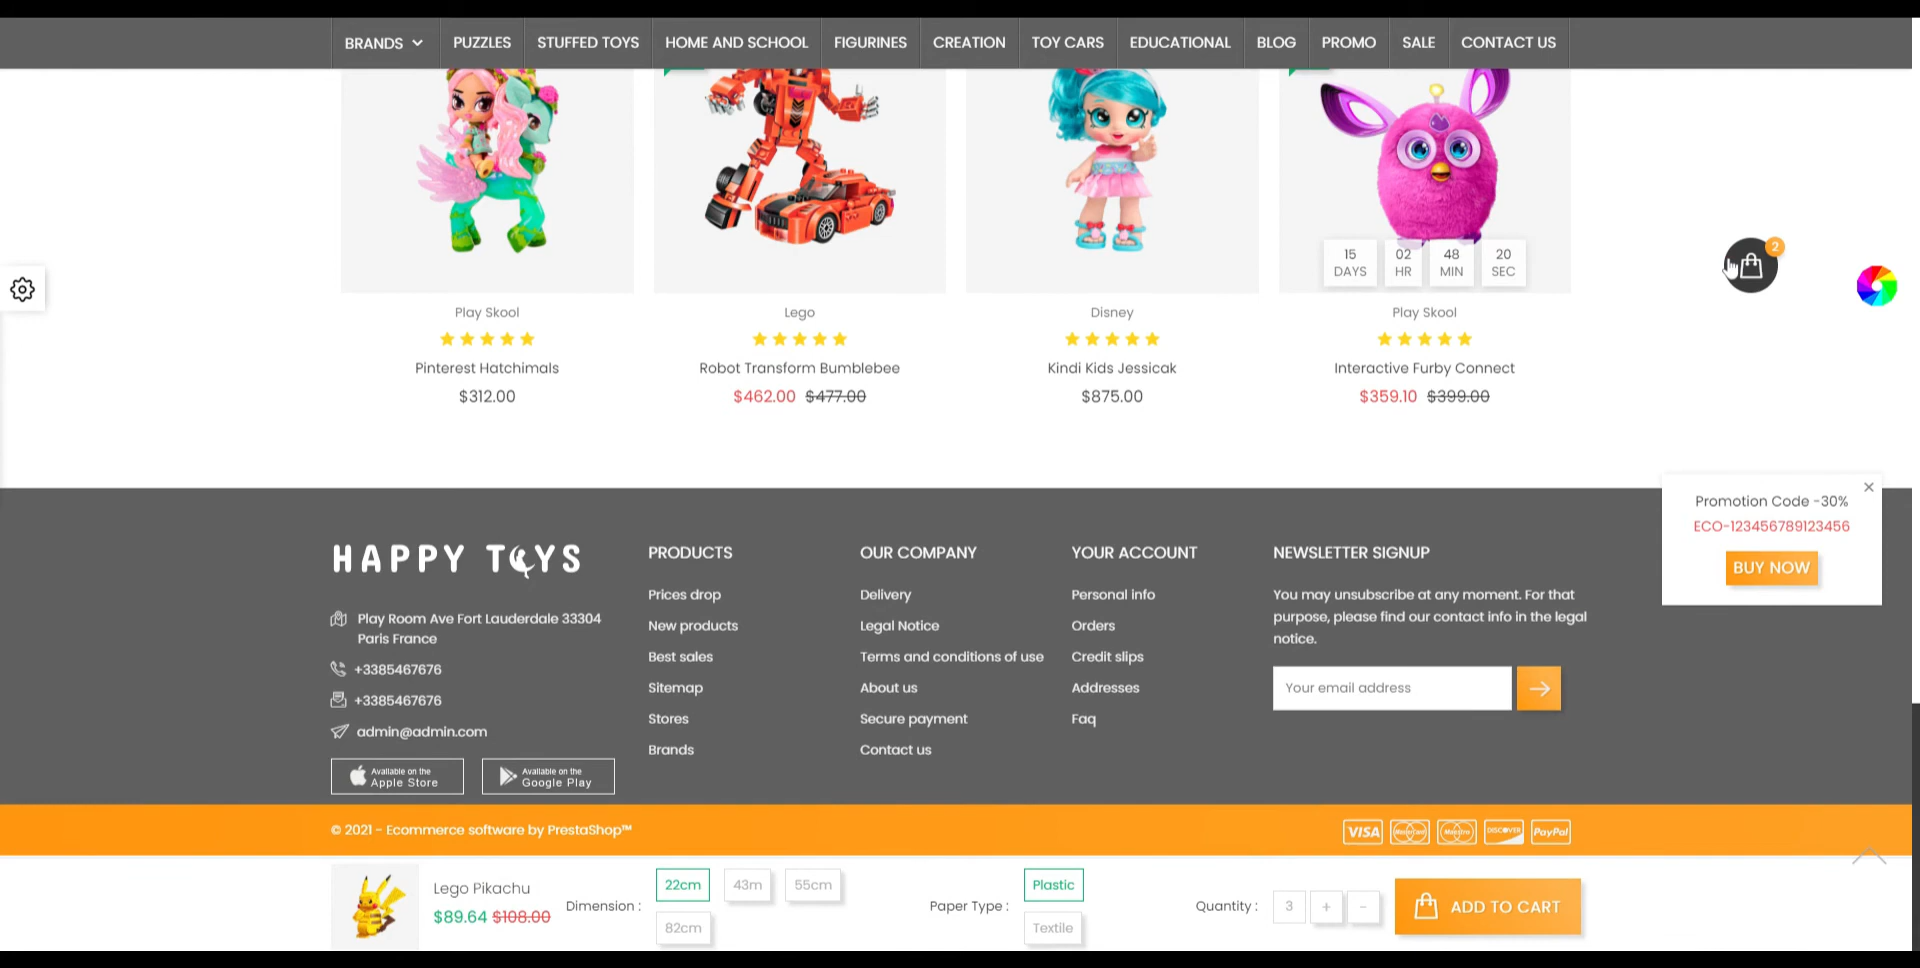 BRANDS PUZZLES STUFFED TOYS HOME AND SCHOOL FIGURINES CREATION TOY CARS EDUCATIONAL BLOG PROMO SALE CONTACT US
15 02 48 20
DAYS HR MIN SEC
2
Play Skool
Pinterest Hatchimals
$312.00
Lego
Robot Transform Bumblebee
$462.00 $477.00
Disney
Kindi Kids Jessicak
$875.00
Play Skool
Interactive Furby Connect
$359.10 $399.00
Promotion Code -30%
ECO-123456789123456
BUY NOW
HAPPY TOYS
Play Room Ave Fort Lauderdale 33304
Paris France
+3385467676
+3385467676
admin@admin.com
Available on the
Apple Store
Available on the
Google Play
PRODUCTS
Prices drop
New products
Best sales
Sitemap
Stores
Brands
OUR COMPANY
Delivery
Legal Notice
Terms and conditions of use
About us
Secure payment
Contact us
YOUR ACCOUNT
Personal info
Orders
Credit slips
Addresses
Faq
NEWSLETTER SIGNUP
You may unsubscribe at any moment. For that
purpose, please find our contact info in the legal
notice.
Your email address
© 2021 - Ecommerce software by PrestaShop™
VISA MasterCard Maestro DISCOVER PayPal
Lego Pikachu
$89.64 $108.00
Dimension :
22cm 43m 55cm
82cm
Paper Type :
Plastic
Textile
Quantity :
3 + -
ADD TO CART